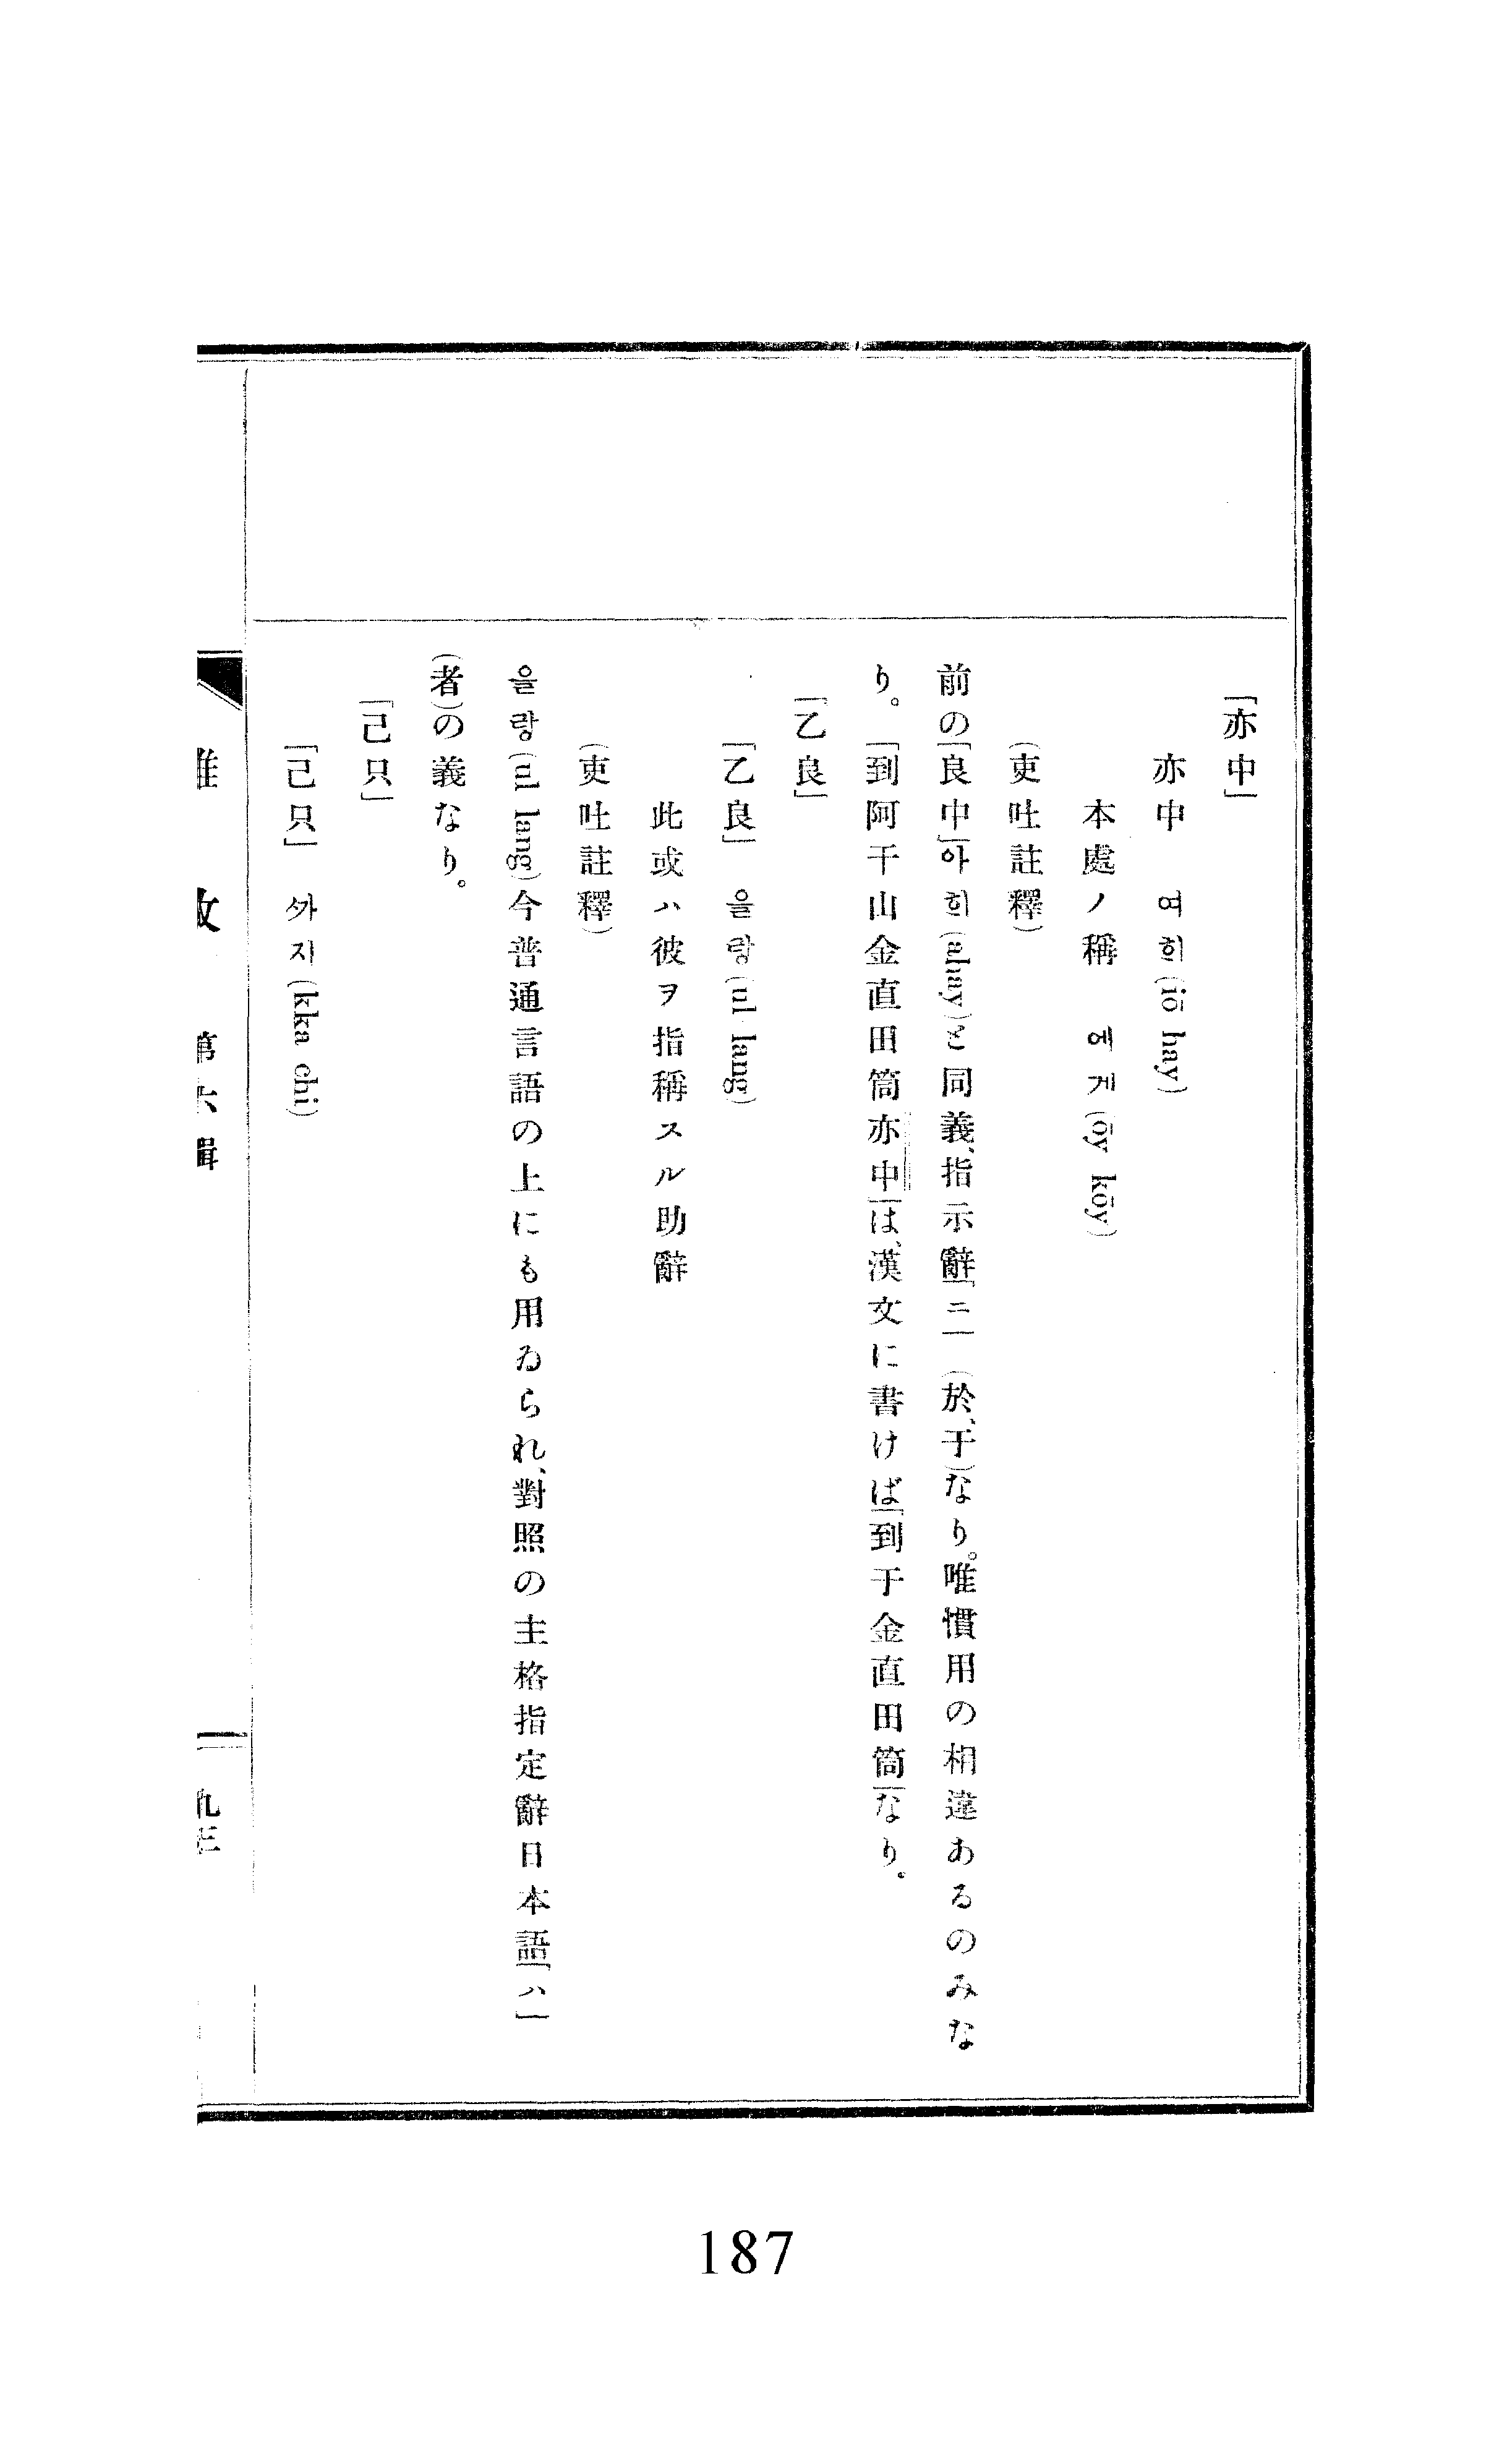 「亦中」
亦中　여희(iŏ hay)
本處ノ稱　에게(ŏy kŏy)
(吏吐註釋)
前の「良中」아희(ahay)と同義、指示辭「ニ」(於、于)なり。唯慣用の相違あるのみな
り。「到阿干山金直田筒亦中」は、漢文に書けば「到于金直田筒」なり。
「乙良」
「乙良」　을랑(ul lang)
此或ハ彼ヲ指稱スル助辭
(吏吐註釋)
을랑(ul lang)今普通言語の上にも用ゐられ、對照の主格指定辭日本語「ハ」
(者)の義なり。
「己只」
「己只」　ᄭᅡ지(kka chi)
第六輯
九三
187